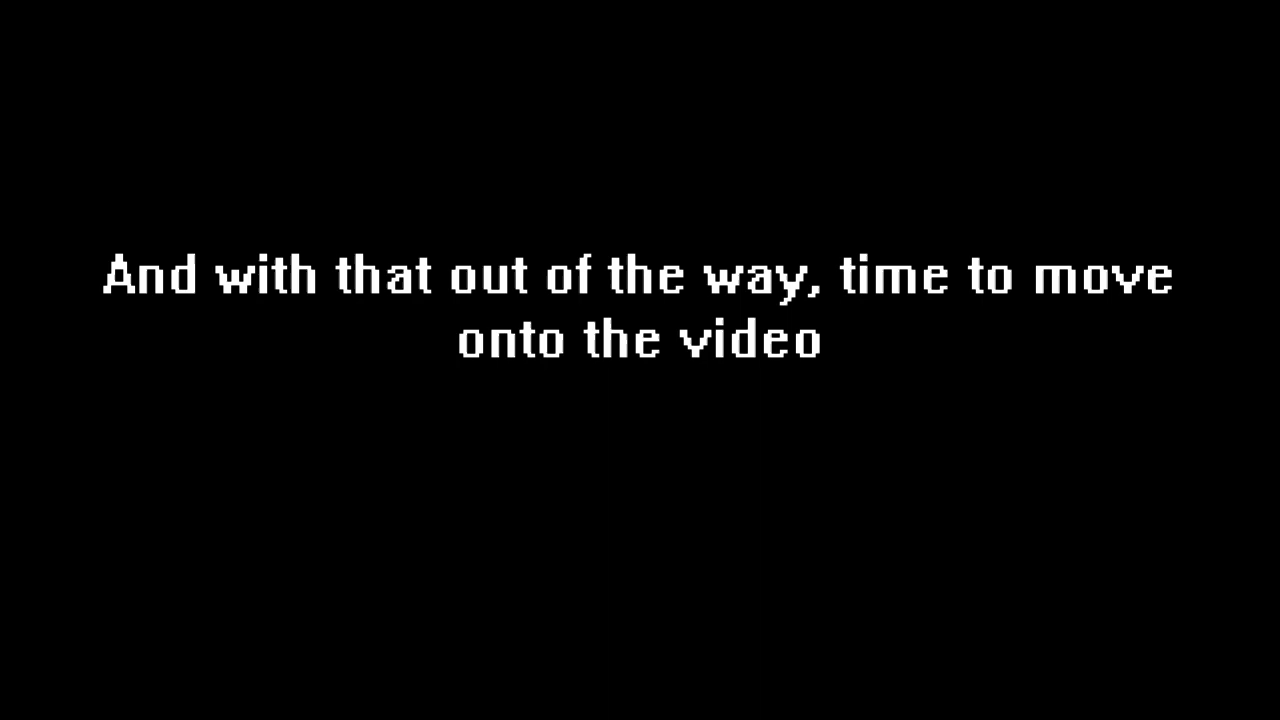 And with that out of the way, time to move
onto the video